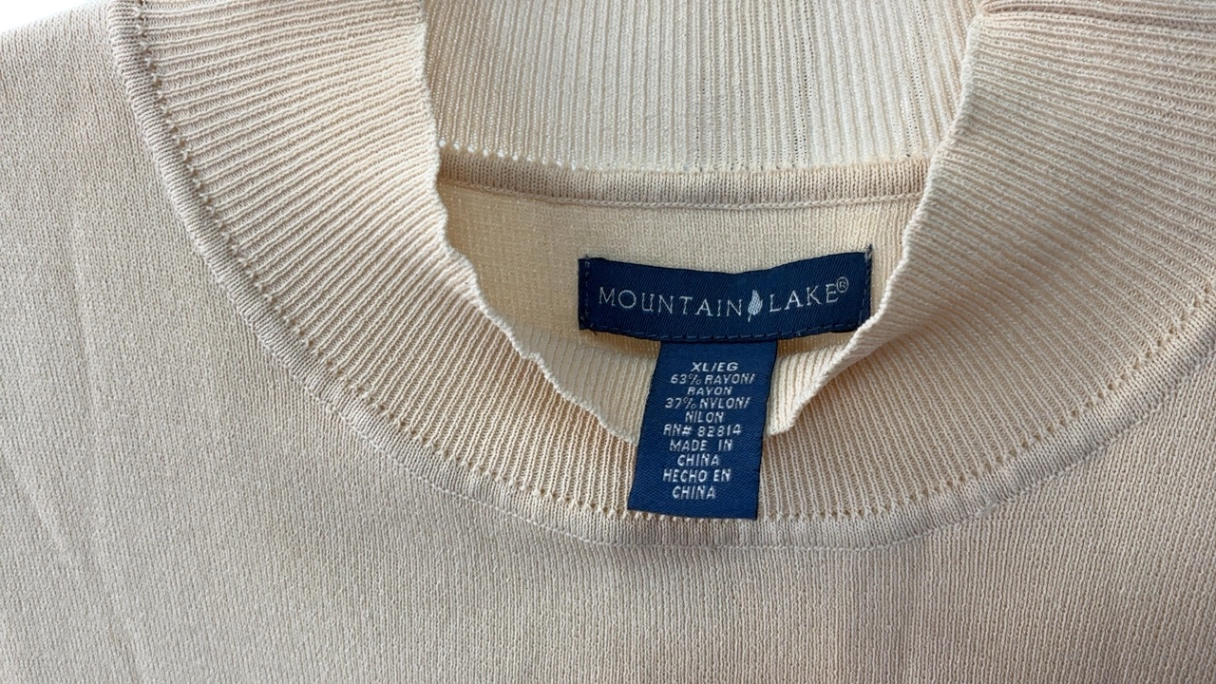 MOUNTAIN LAKE®
XL/EG
63% RAYON/
RAYON
37% NYLON/
NILON
RN# 82814
MADE IN
CHINA
HECHO EN
CHINA